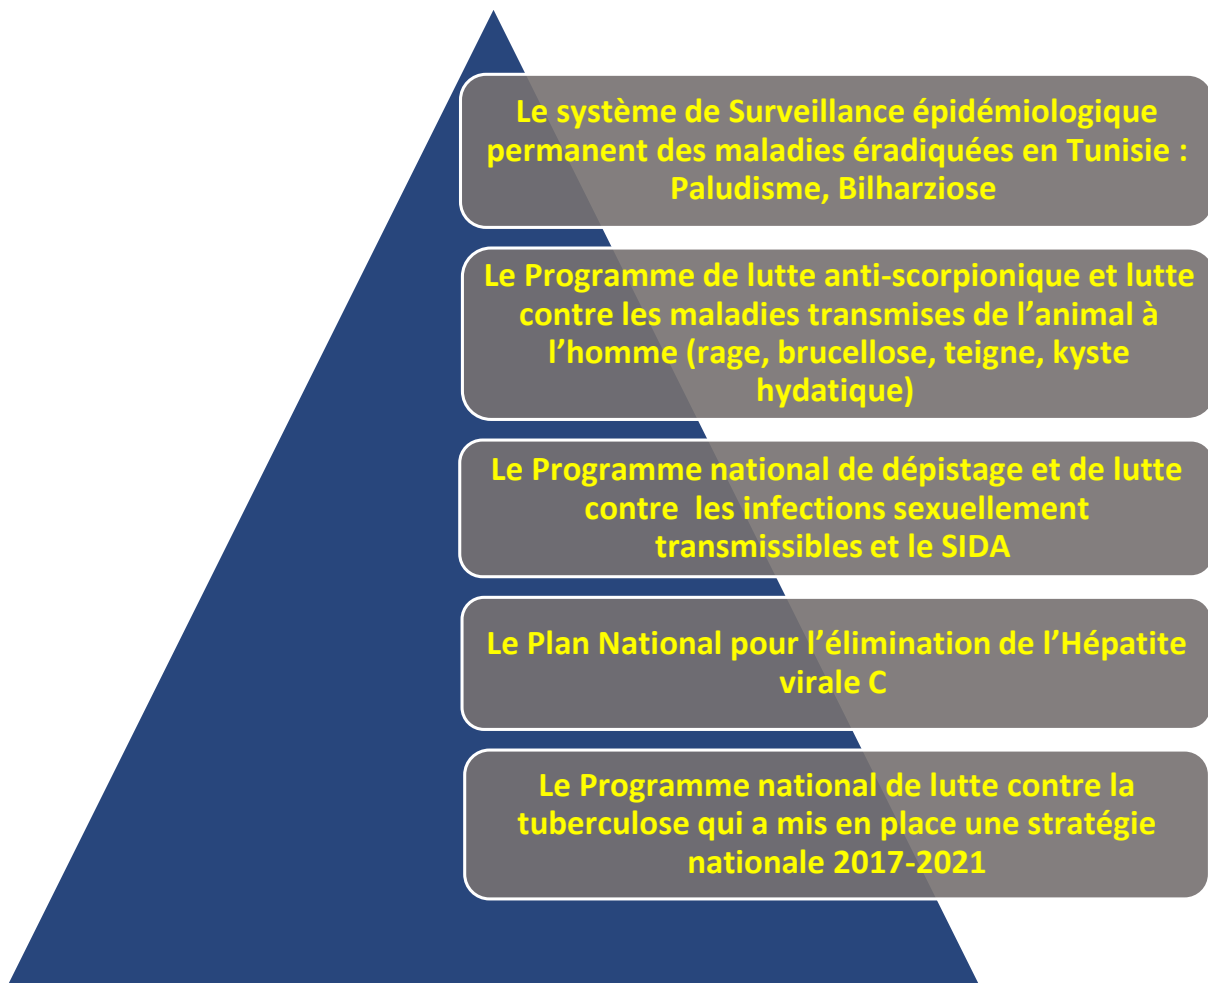 Le système de Surveillance épidémiologique
permanent des maladies éradiquées en Tunisie :
Paludisme, Bilharziose
Le Programme de lutte anti-scorpionique et lutte
contre les maladies transmises de l’animal à
l’homme (rage, brucellose, teigne, kyste
hydatique)
Le Programme national de dépistage et de lutte
contre les infections sexuellement
transmissibles et le SIDA
Le Plan National pour l’élimination de l’Hépatite
virale C
Le Programme national de lutte contre la
tuberculose qui a mis en place une stratégie
nationale 2017-2021